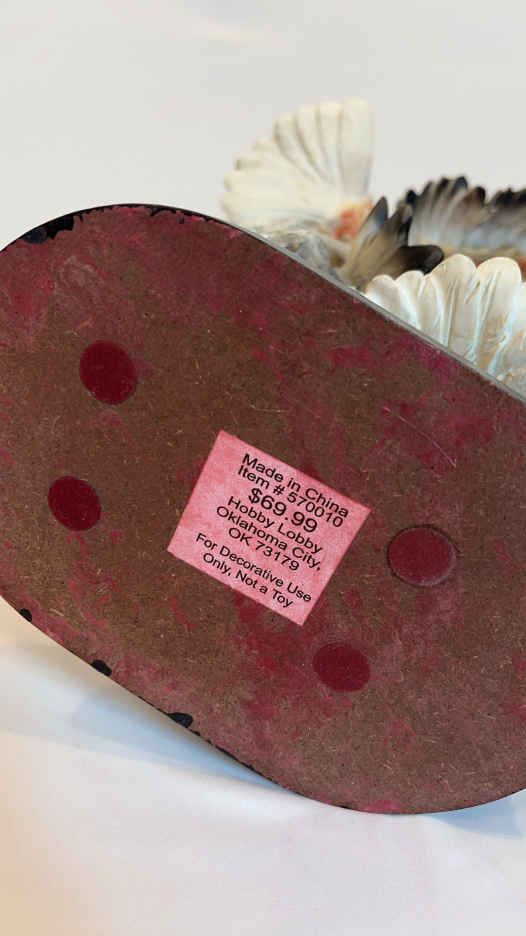 Made in China
Item # 570010
$69.99
Hobby Lobby
Oklahoma City,
OK 73179
For Decorative Use
Only, Not a Toy